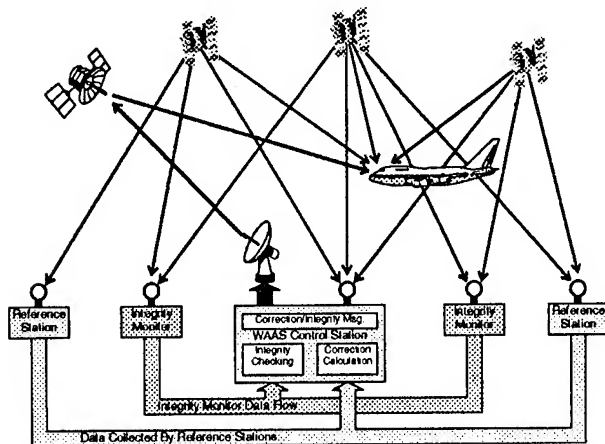 Reference
Station
Integrity
Monitor
Correction/Integrity Msg.
WAAS Control Station
Integrity
Checking
Correction
Calculation
Integrity
Monitor
Reference
Station
Integrity Monitor Data Flow
Data Collected By Reference Stations